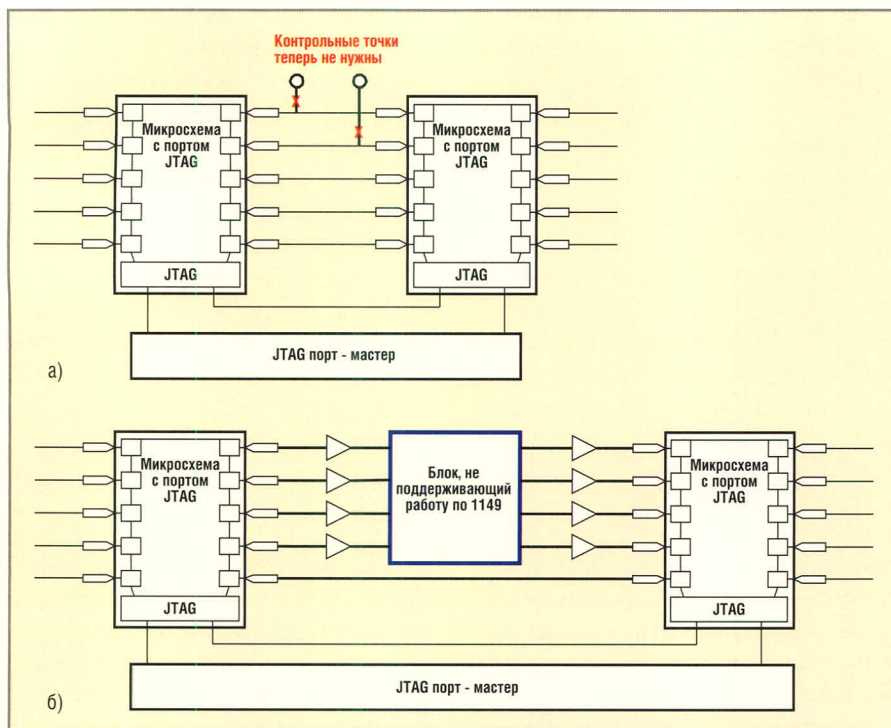 Контрольные точки
теперь не нужны
Микросхема
с портом
JTAG
Микросхема
с портом
JTAG
JTAG
JTAG
JTAG порт - мастер
а)
Микросхема
с портом
JTAG
Блок, не
поддерживающий
работу по 1149
Микросхема
с портом
JTAG
JTAG
JTAG
JTAG порт - мастер
б)